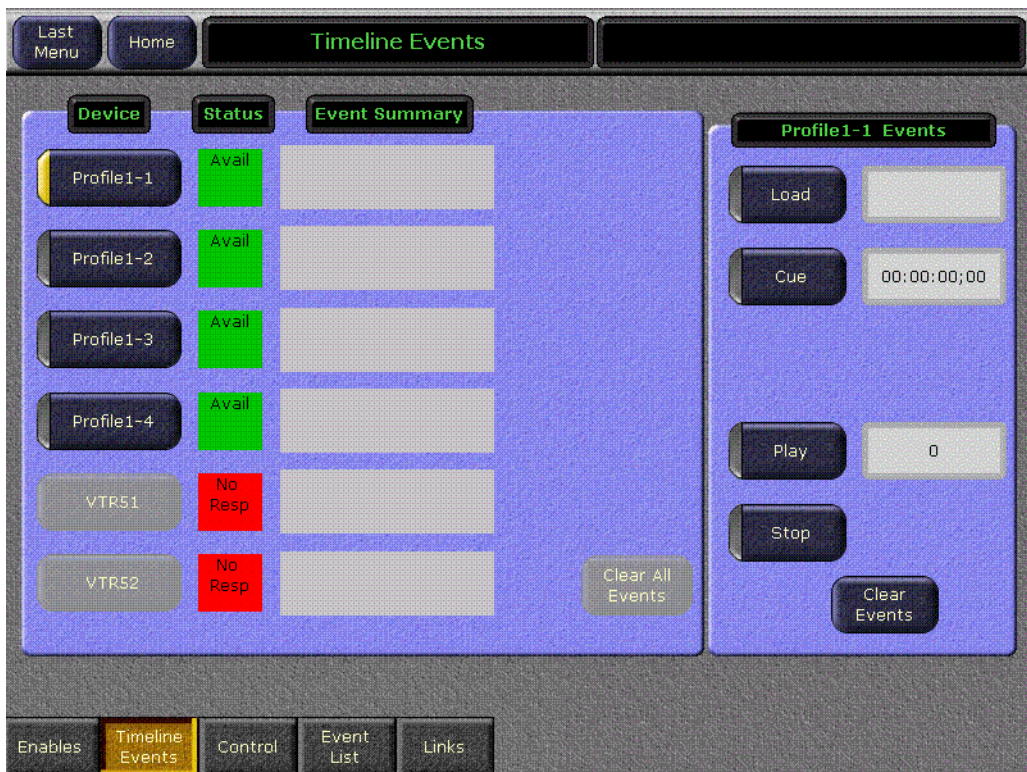 Last
Menu
Home
Timeline Events
Device
Status
Event Summary
Profile1-1 Events
Profile1-1
Avail
Load
Profile1-2
Avail
Cue
00:00:00;00
Profile1-3
Avail
Profile1-4
Avail
Play
0
VTR51
No
Resp
Stop
VTR52
No
Resp
Clear All
Events
Clear
Events
Enables
Timeline
Events
Control
Event
List
Links